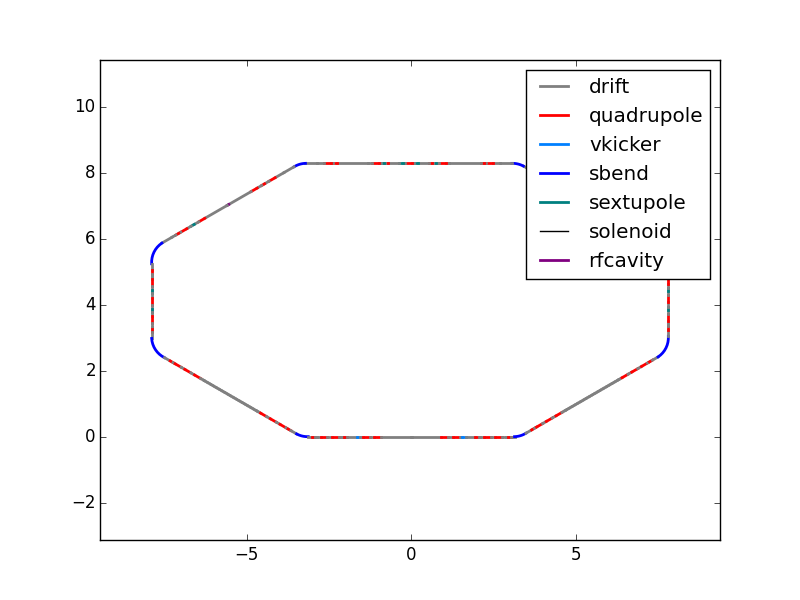 drift
quadrupole
vkicker
sbend
sextupole
solenoid
rfcavity
10
8
6
4
2
0
−2
−5 0 5